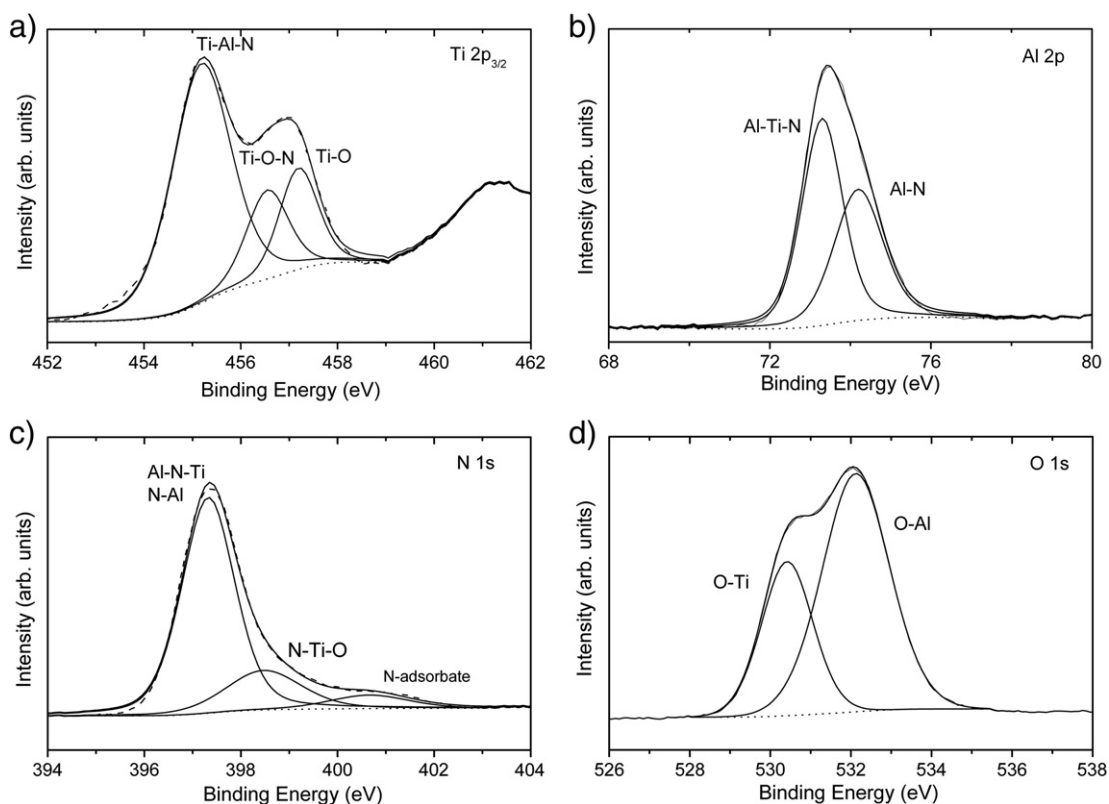 a)
Ti-Al-N
Ti 2p3/2
Ti-O-N
Ti-O
Intensity (arb. units)
452 454 456 458 460 462
Binding Energy (eV)
b)
Al 2p
Al-Ti-N
Al-N
Intensity (arb. units)
68 72 76 80
Binding Energy (eV)
c)
N 1s
Al-N-Ti
N-Al
N-Ti-O
N-adsorbate
Intensity (arb. units)
394 396 398 400 402 404
Binding Energy (eV)
d)
O 1s
O-Al
O-Ti
Intensity (arb. units)
526 528 530 532 534 536 538
Binding Energy (eV)